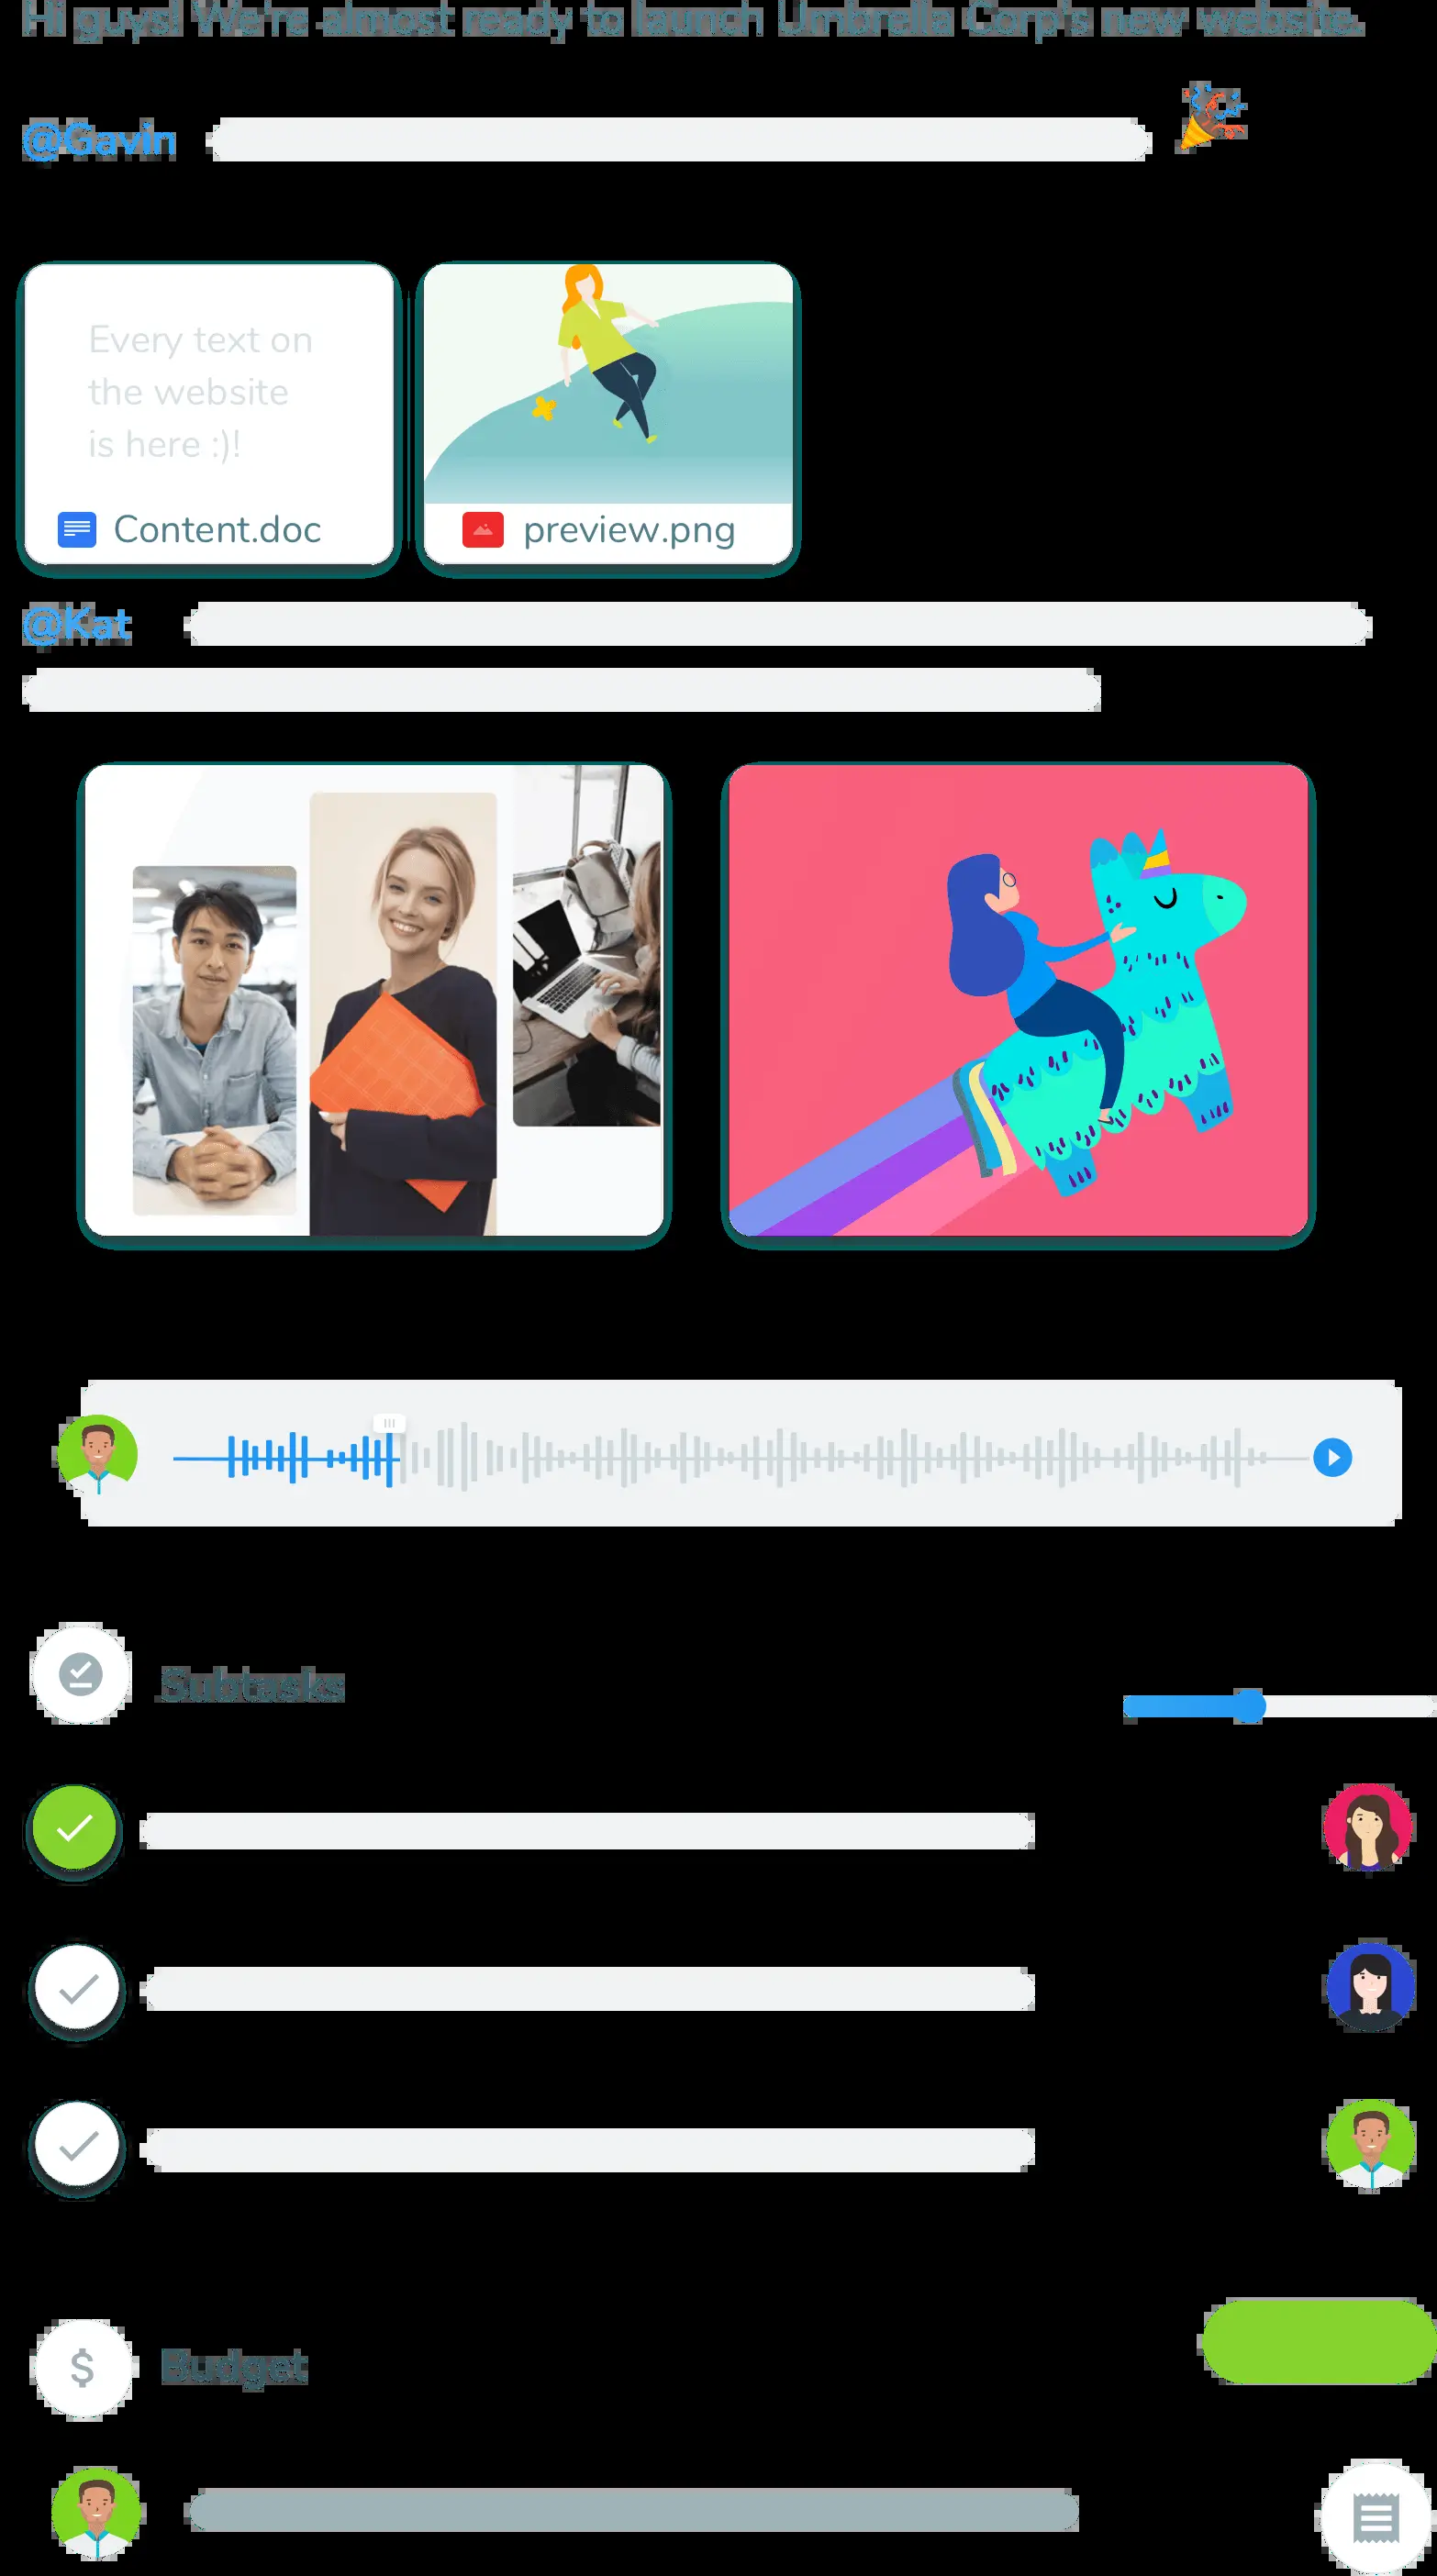 Hi guys! We're almost ready to launch Umbrella Corp's new website.
@Gavin
Every text on
the website
is here :)!
Content.doc
preview.png
@Kat
Subtasks
$ Budget